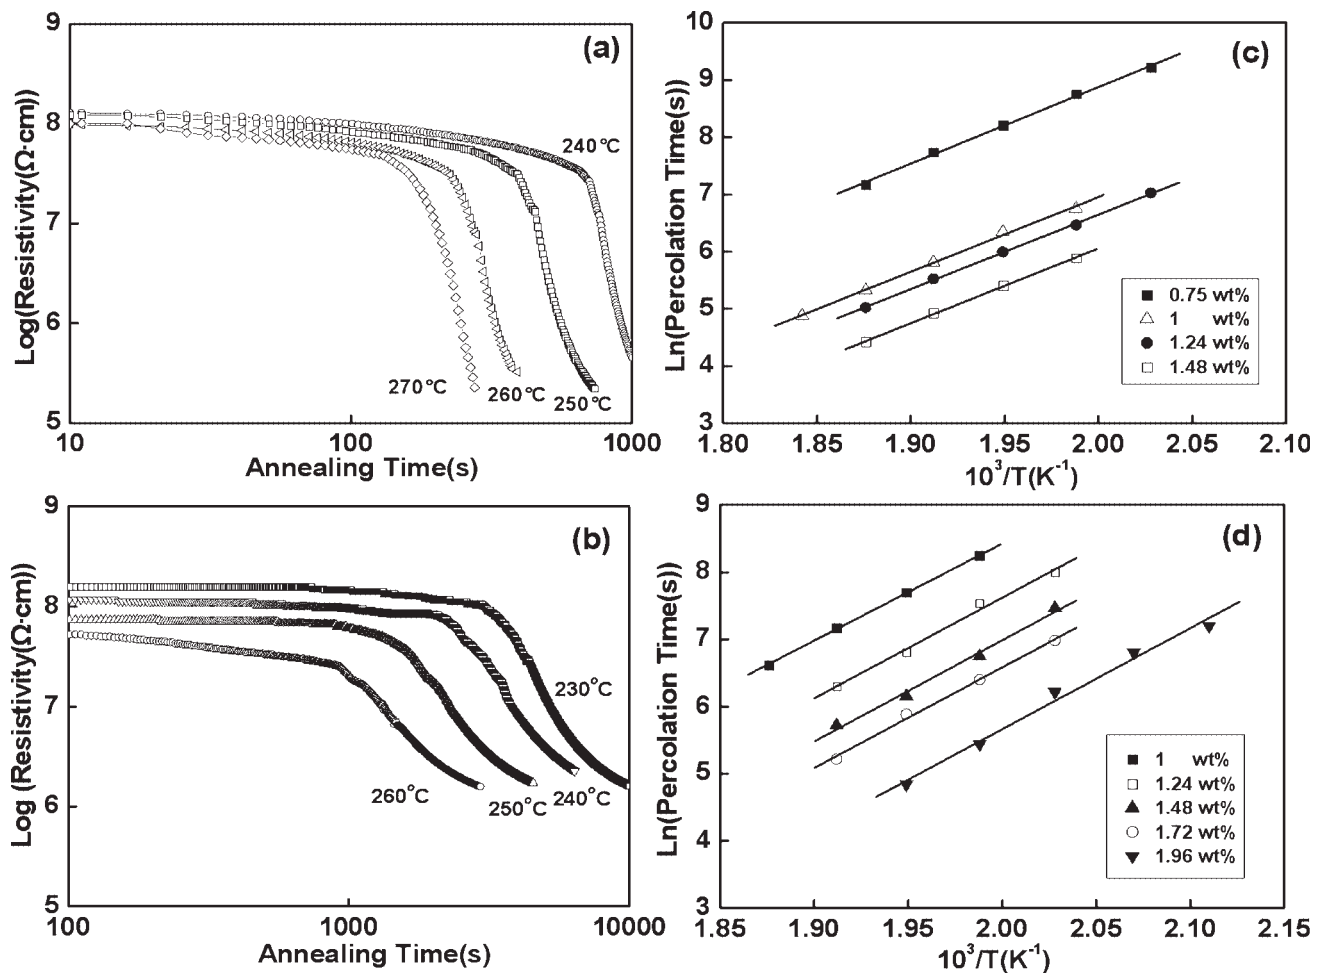 (a)
Log(Resistivity(Ω·cm))
9
8
7
6
5
240°C
270°C
260°C
250°C
10
100
1000
Annealing Time(s)
(c)
Ln(Percolation Time(s))
10
9
8
7
6
5
4
3
0.75 wt%
1 wt%
1.24 wt%
1.48 wt%
1.80
1.85
1.90
1.95
2.00
2.05
2.10
10³/T(K⁻¹)
(b)
Log (Resistivity(Ω·cm))
9
8
7
6
5
230°C
260°C
250°C
240°C
100
1000
10000
Annealing Time(s)
(d)
Ln(Percolation Time(s))
9
8
7
6
5
4
3
1 wt%
1.24 wt%
1.48 wt%
1.72 wt%
1.96 wt%
1.85
1.90
1.95
2.00
2.05
2.10
2.15
10³/T(K⁻¹)